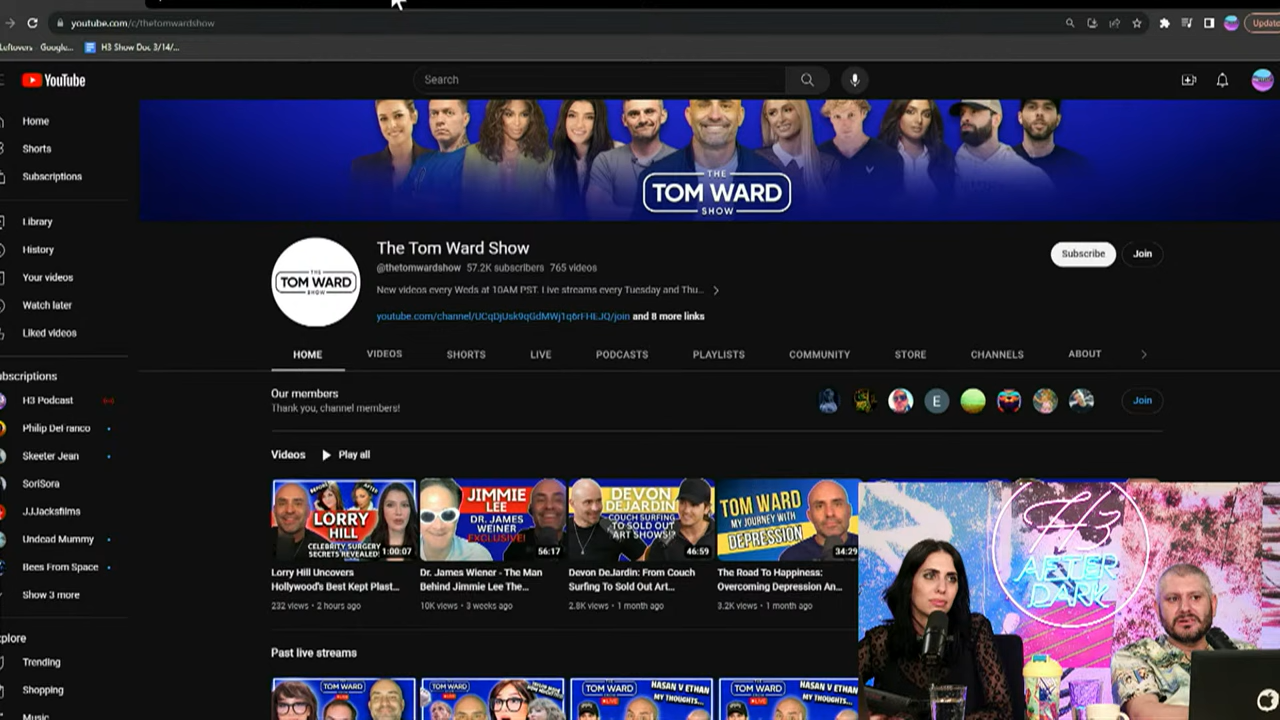 youtube.com/c/thetomwardshow
Update
Leftovers - Google...
H3 Show Doc 3/14/...
YouTube
Search
Home
Shorts
Subscriptions
Library
History
Your videos
Watch later
Liked videos
ubscriptions
H3 Podcast
Philip DeFranco
Skeeter Jean
SoriSora
JJJacksfilms
Undead Mummy
Bees From Space
Show 3 more
xplore
Trending
Shopping
Music
THE
TOM WARD
SHOW
THE
TOM WARD
SHOW
The Tom Ward Show
@thetomwardshow 57.2K subscribers 765 videos
New videos every Weds at 10AM PST. Live streams every Tuesday and Thu...
and 8 more links
Subscribe
Join
HOME
VIDEOS
SHORTS
LIVE
PODCASTS
PLAYLISTS
COMMUNITY
STORE
CHANNELS
ABOUT
Our members
Thank you, channel members!
E
Join
Videos
Play all
BEFORE
AFTER
LORRY
HILL
CELEBRITY SURGERY
SECRETS REVEALED!
1:00:07
JIMMIE
LEE
DR. JAMES
WEINER
EXCLUSIVE!
56:17
DEVON
DEJARDIN
COUCH SURFING
TO SOLD OUT
ART SHOWS!?
46:59
TOM WARD
MY JOURNEY WITH
DEPRESSION
34:29
Lorry Hill Uncovers
Hollywood's Best Kept Plast...
232 views • 2 hours ago
Dr. James Wiener - The Man
Behind Jimmie Lee The...
10K views • 3 weeks ago
Devon DeJardin: From Couch
Surfing To Sold Out Art...
2.8K views • 1 month ago
The Road To Happiness:
Overcoming Depression An...
3.2K views • 1 month ago
Past live streams
TOM WARD
TOM WARD
TOM WARD
LIVE
HASAN V ETHAN
MY THOUGHTS...
TOM WARD
LIVE
HASAN V ETHAN
MY THOUGHTS...
H3
AFTER
DARK